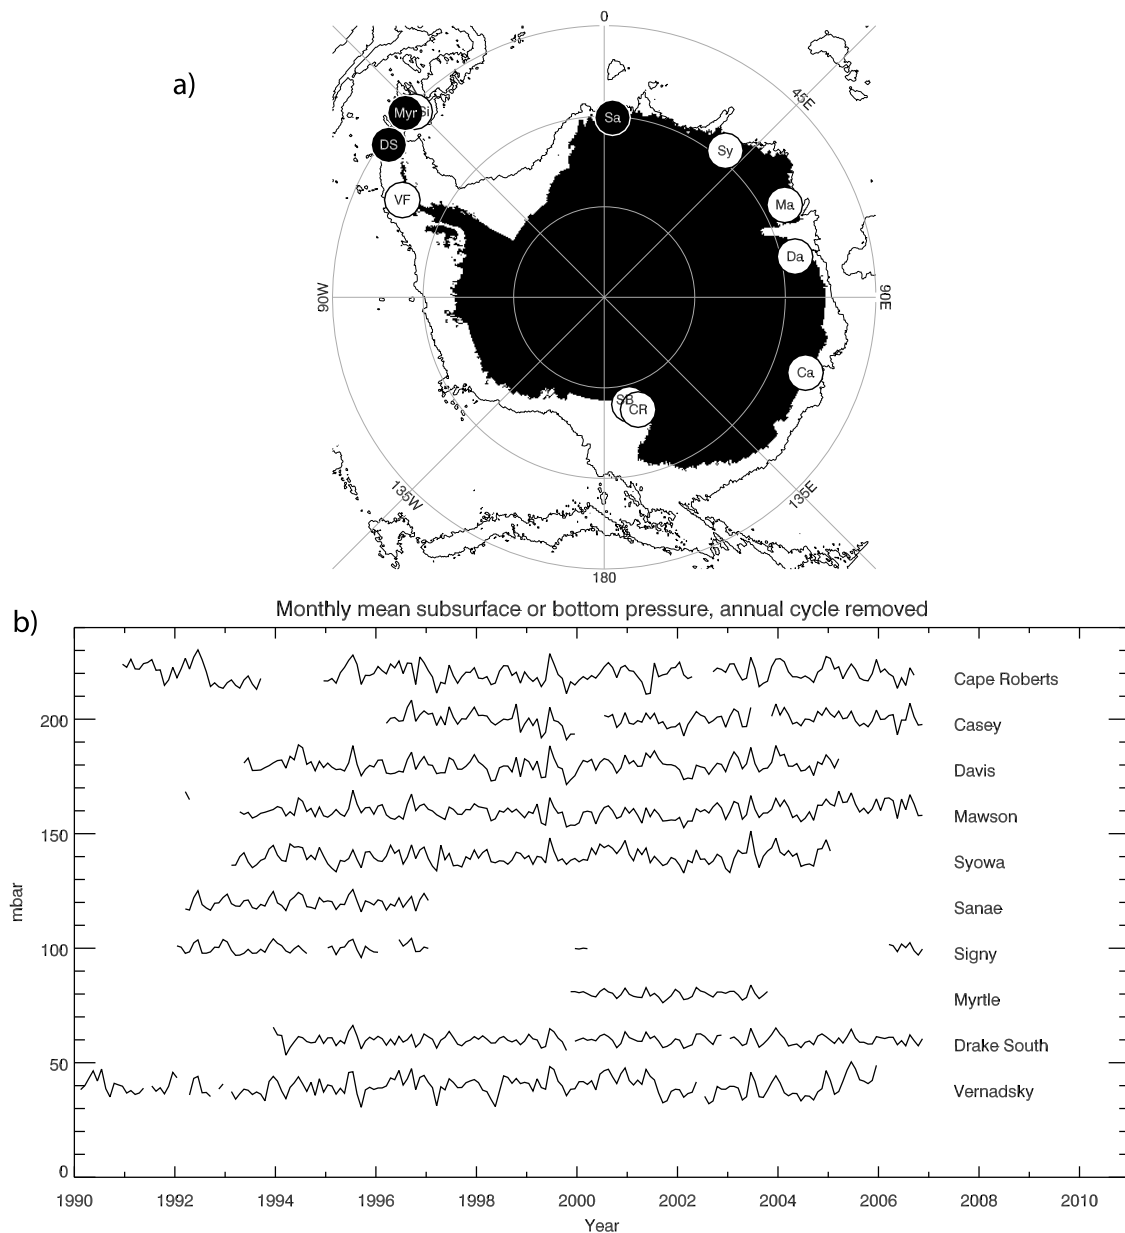 a)
0
45E
Myr
Si
Sa
DS
Sy
VF
Ma
Da
90W
90E
Ca
SB
CR
135W
135E
180
b)
Monthly mean subsurface or bottom pressure, annual cycle removed
Cape Roberts
200
Casey
Davis
Mawson
150
Syowa
mbar
Sanae
100
Signy
Myrtle
Drake South
50
Vernadsky
0
1990 1992 1994 1996 1998 2000 2002 2004 2006 2008 2010
Year